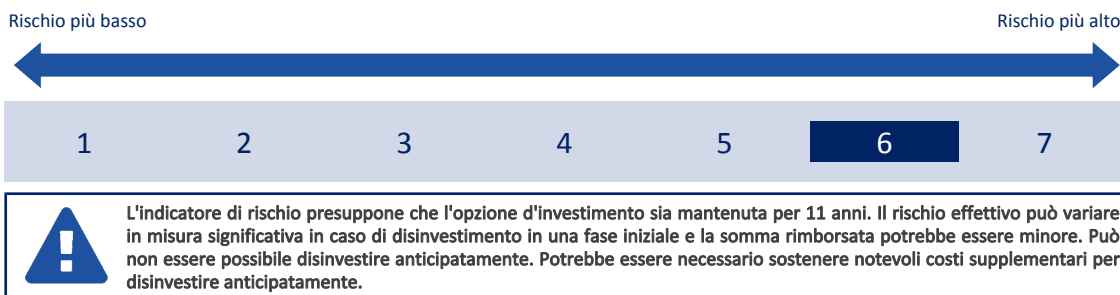 Rischio più basso Rischio più alto
1 2 3 4 5 6 7
L'indicatore di rischio presuppone che l'opzione d'investimento sia mantenuta per 11 anni. Il rischio effettivo può variare
in misura significativa in caso di disinvestimento in una fase iniziale e la somma rimborsata potrebbe essere minore. Può
non essere possibile disinvestire anticipatamente. Potrebbe essere necessario sostenere notevoli costi supplementari per
disinvestire anticipatamente.